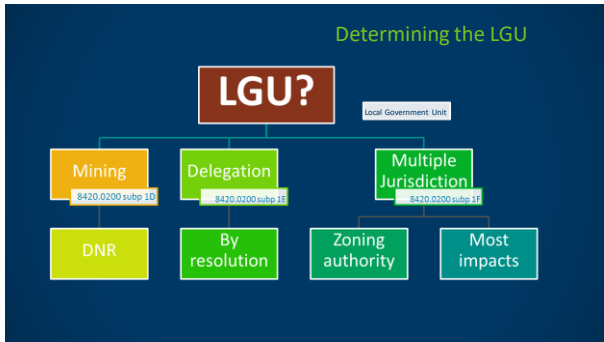 Determining the LGU
LGU?
Local Government Unit
Mining
8420.0200 subp 1D
Delegation
8420.0200 subp 1E
Multiple
Jurisdiction
8420.0200 subp 1F
DNR
By
resolution
Zoning
authority
Most
impacts